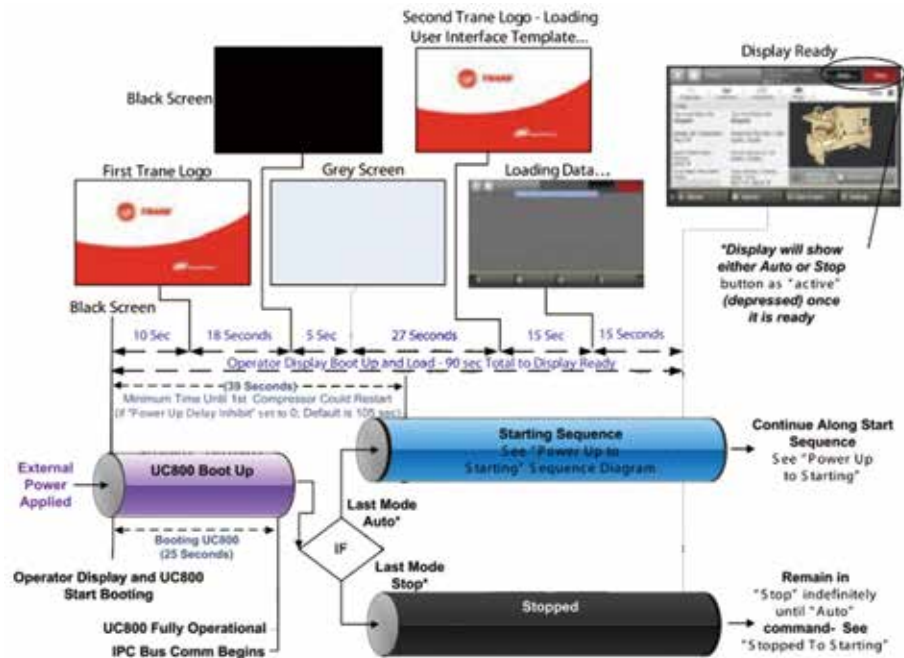 Second Trane Logo - Loading
User Interface Template...
Display Ready
Black Screen
First Trane Logo
Grey Screen
Loading Data...
TRANE
TRANE
*Display will show
either Auto or Stop
button as "active"
(depressed) once
it is ready
Black Screen
10 Sec
18 Seconds
5 Sec
27 Seconds
15 Sec
15 Seconds
Operator Display Boot Up and Load - 90 sec Total to Display Ready
(39 Seconds)
Minimum Time Until 1st Compressor Could Restart
(if "Power Up Delay Inhibit" set to 0; Default is 105 sec)
External
Power
Applied
UC800 Boot Up
Starting Sequence
See "Power Up to
Starting" Sequence Diagram
Continue Along Start
Sequence
See "Power Up
to Starting"
Booting UC800
(25 Seconds)
Last Mode
Auto*
IF
Last Mode
Stop*
Operator Display and UC800
Start Booting
Stopped
Remain in
"Stop" indefinitely
until "Auto"
command- See
"Stopped To Starting"
UC800 Fully Operational
IPC Bus Comm Begins